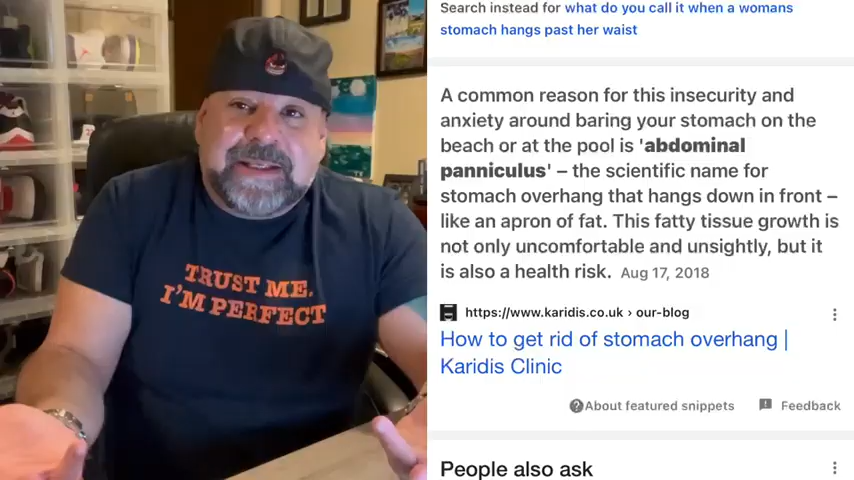 TRUST ME,
I'M PERFECT
Search instead for what do you call it when a womans
stomach hangs past her waist
A common reason for this insecurity and
anxiety around baring your stomach on the
beach or at the pool is 'abdominal
panniculus' – the scientific name for
stomach overhang that hangs down in front –
like an apron of fat. This fatty tissue growth is
not only uncomfortable and unsightly, but it
is also a health risk. Aug 17, 2018
https://www.karidis.co.uk › our-blog
How to get rid of stomach overhang |
Karidis Clinic
About featured snippets Feedback
People also ask